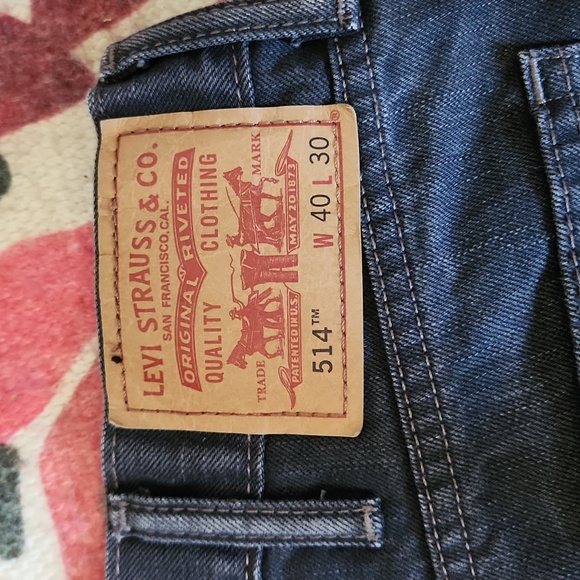 LEVI STRAUSS & CO.
SAN FRANCISCO, CAL.
ORIGINAL RIVETED
QUALITY CLOTHING
TRADE MARK
PATENTED IN U.S. MAY 20 1873
514™ W 40 L 30 ®